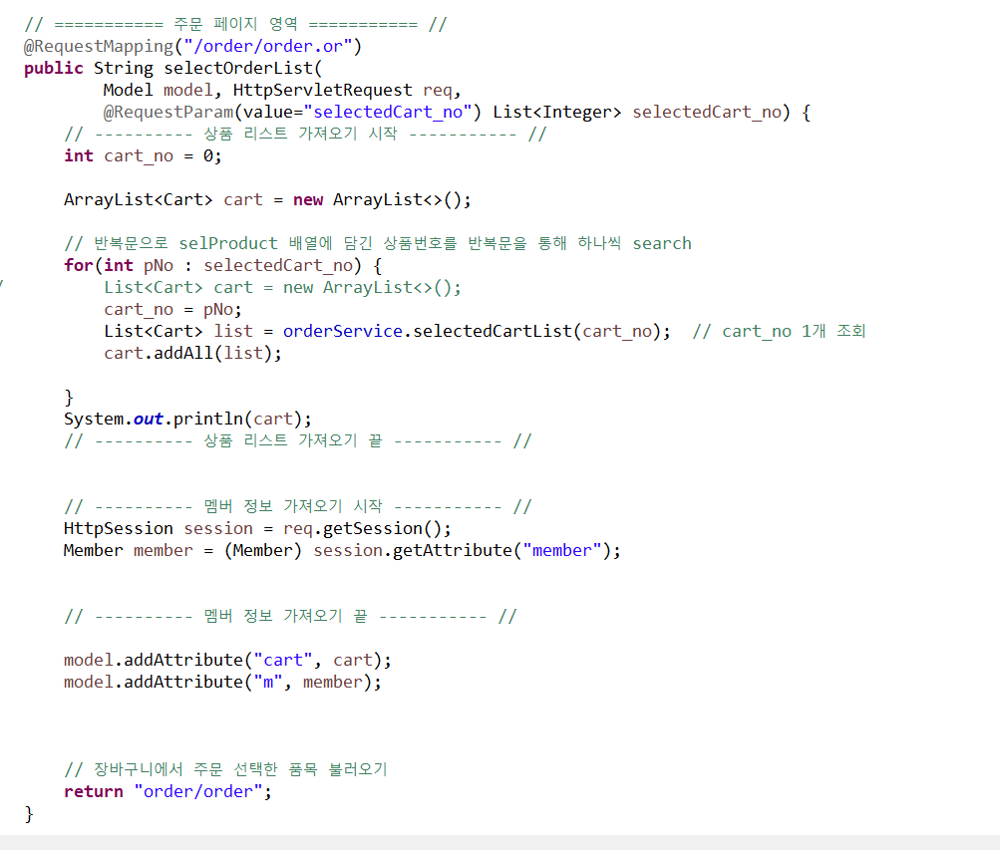 // =========== 주문 페이지 영역 =========== //
@RequestMapping("/order/order.or")
public String selectOrderList(
Model model, HttpServletRequest req,
@RequestParam(value="selectedCart_no") List<Integer> selectedCart_no) {
// ---------- 상품 리스트 가져오기 시작 ----------- //
int cart_no = 0;
ArrayList<Cart> cart = new ArrayList<>();
// 반복문으로 selProduct 배열에 담긴 상품번호를 반복문을 통해 하나씩 search
for(int pNo : selectedCart_no) {
/ List<Cart> cart = new ArrayList<>();
cart_no = pNo;
List<Cart> list = orderService.selectedCartList(cart_no);  // cart_no 1개 조회
cart.addAll(list);
}
System.out.println(cart);
// ---------- 상품 리스트 가져오기 끝 ----------- //
// ---------- 멤버 정보 가져오기 시작 ----------- //
HttpSession session = req.getSession();
Member member = (Member) session.getAttribute("member");
// ---------- 멤버 정보 가져오기 끝 ----------- //
model.addAttribute("cart", cart);
model.addAttribute("m", member);
// 장바구니에서 주문 선택한 품목 불러오기
return "order/order";
}